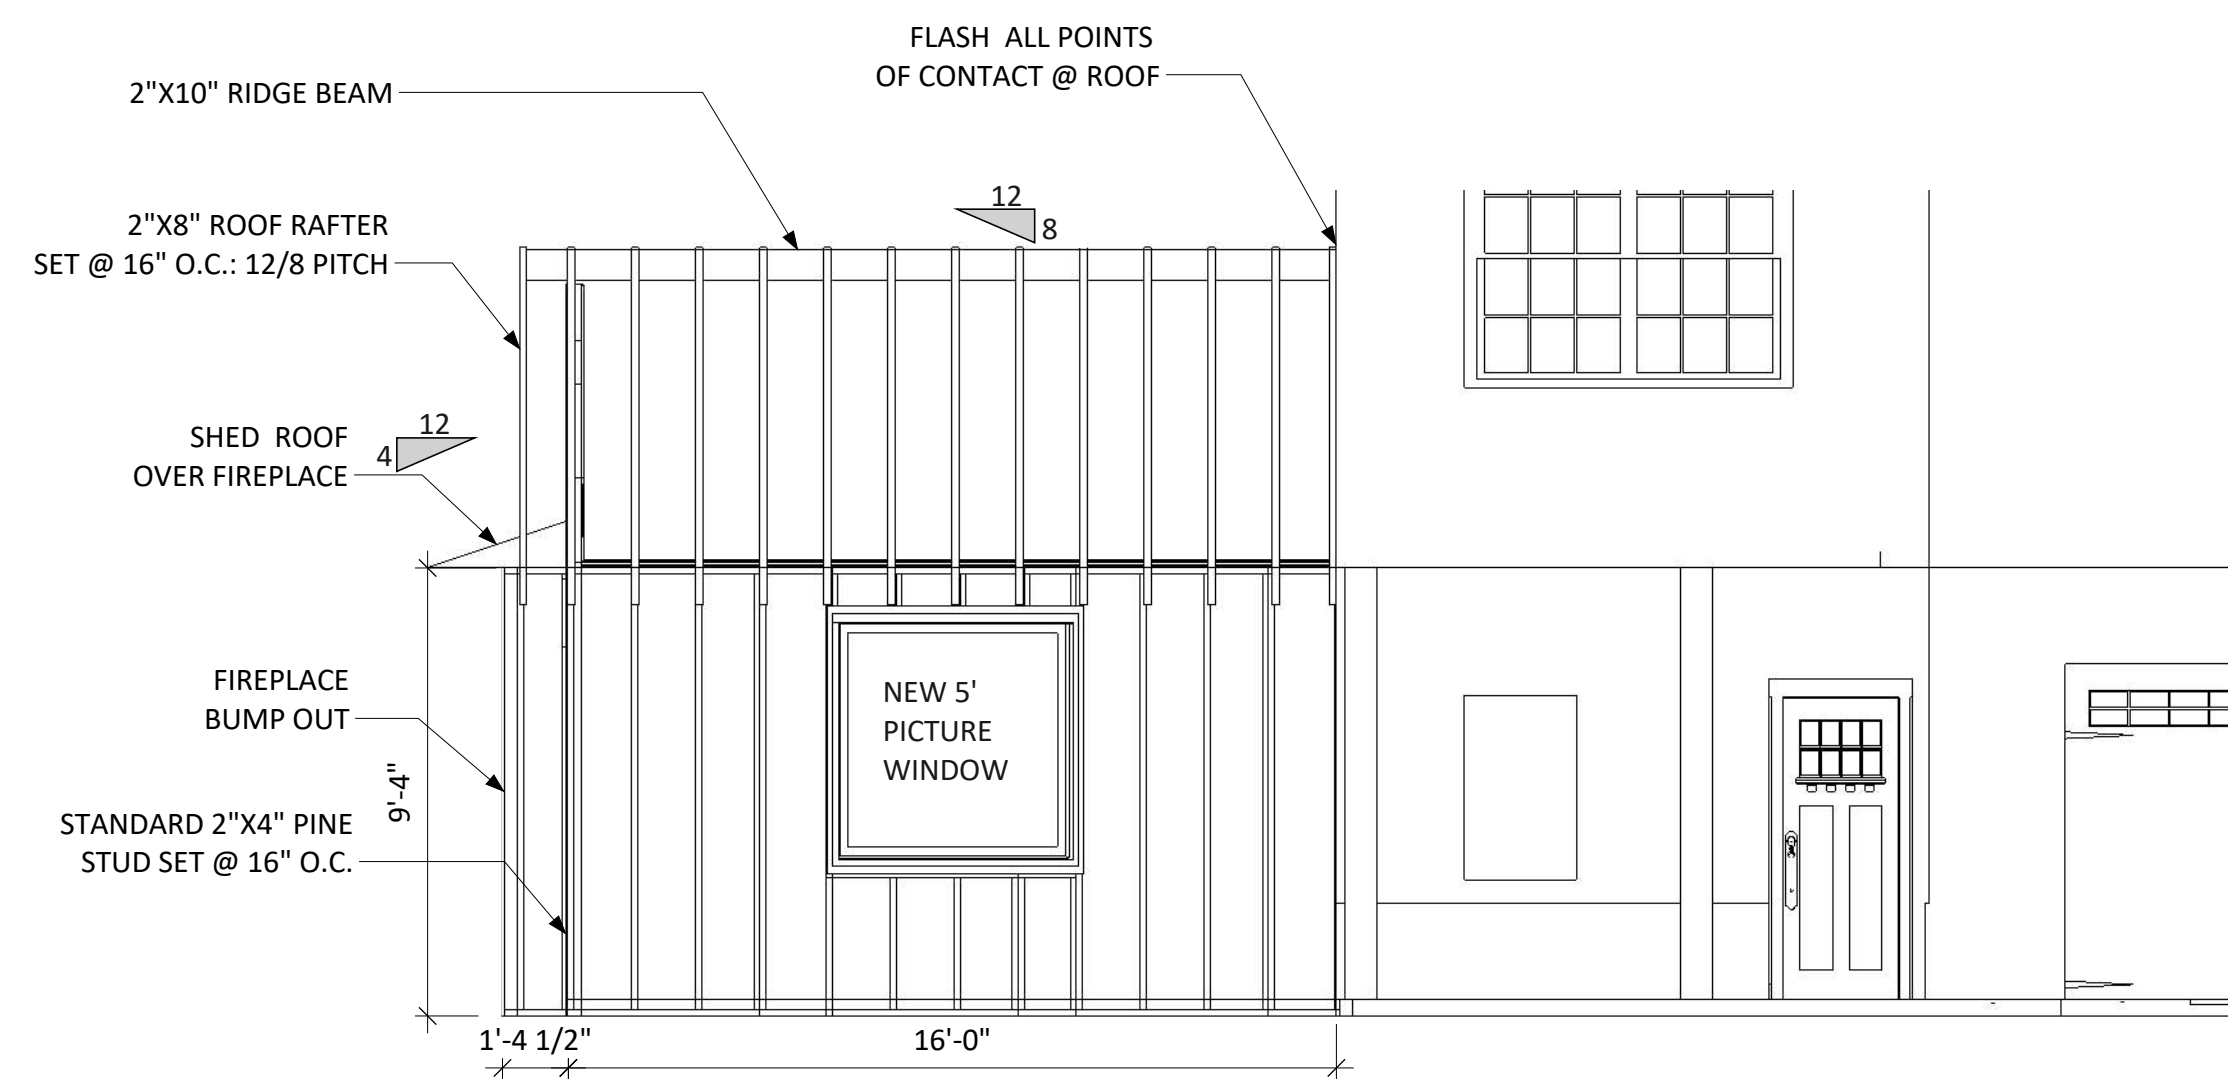 FLASH ALL POINTS
OF CONTACT @ ROOF
2"X10" RIDGE BEAM
12
8
2"X8" ROOF RAFTER
SET @ 16" O.C.: 12/8 PITCH
12
4
SHED ROOF
OVER FIREPLACE
FIREPLACE
BUMP OUT
NEW 5'
PICTURE
WINDOW
9'-4"
STANDARD 2"X4" PINE
STUD SET @ 16" O.C.
1'-4 1/2"
16'-0"